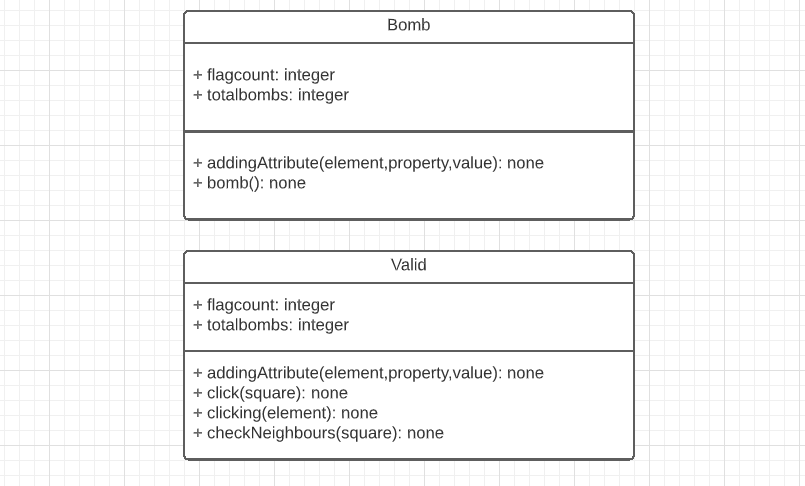 Bomb
+ flagcount: integer
+ totalbombs: integer
+ addingAttribute(element,property,value): none
+ bomb(): none
Valid
+ flagcount: integer
+ totalbombs: integer
+ addingAttribute(element,property,value): none
+ click(square): none
+ clicking(element): none
+ checkNeighbours(square): none